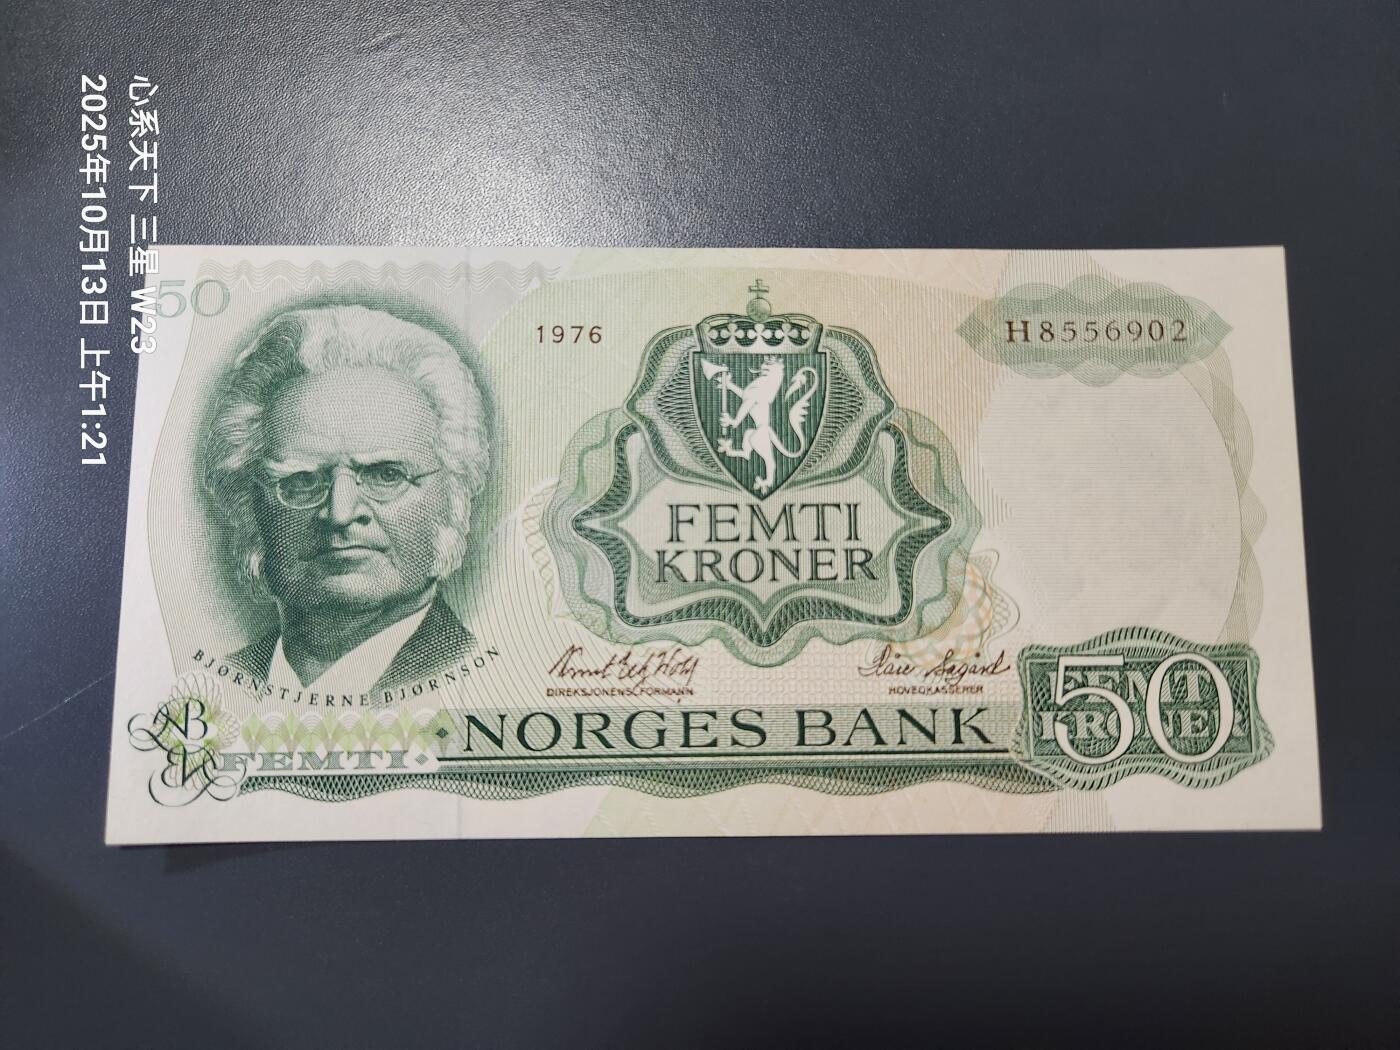 心系天下 三星 W23
2025年10月13日 上午1:21
50
1976
H8556902
FEMTI
KRONER
BJØRNSTJERNE BJØRNSON
DIREKSJONENS FORMANN
HOVEDKASSERER
NORGES BANK
FEMTI
FEMTI
KRONER
50